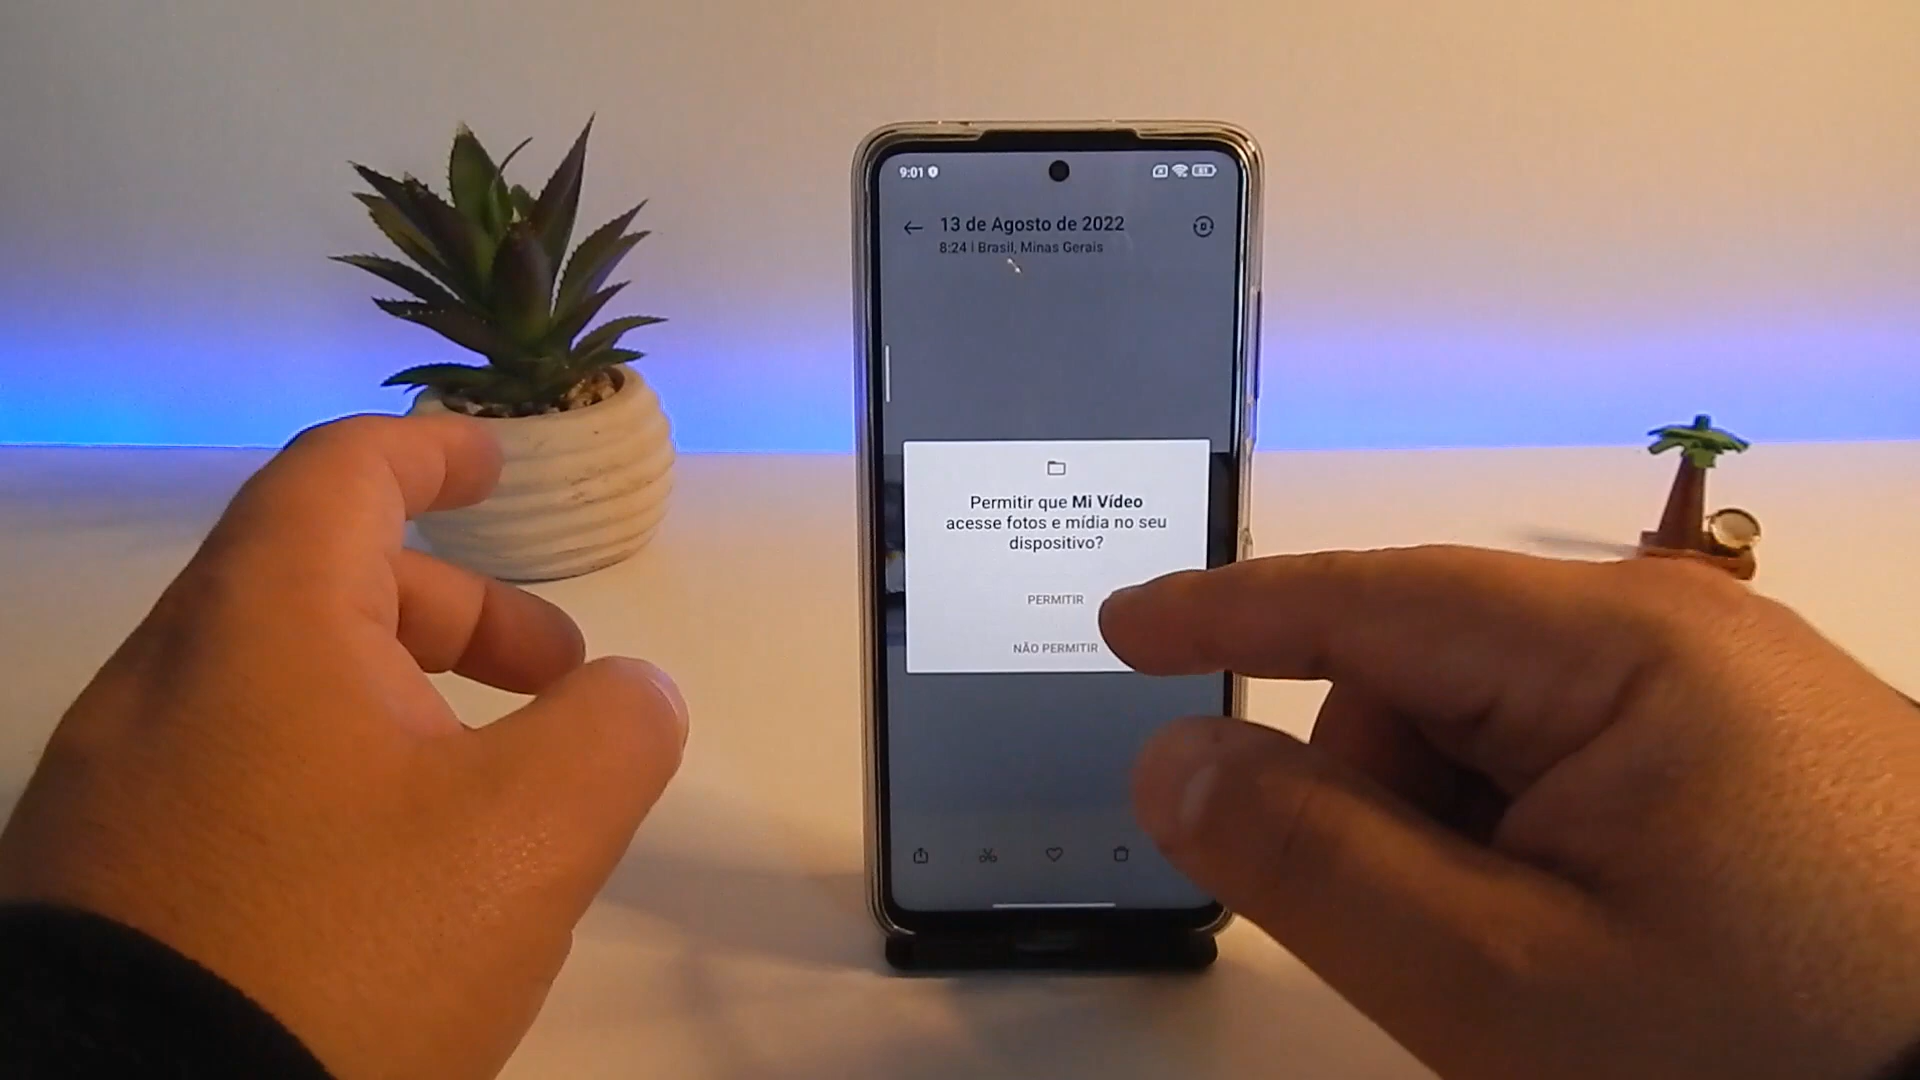 9:01
13 de Agosto de 2022
8:24 | Brasil, Minas Gerais
Permitir que Mi Vídeo
acesse fotos e mídia no seu
dispositivo?
PERMITIR
NÃO PERMITIR